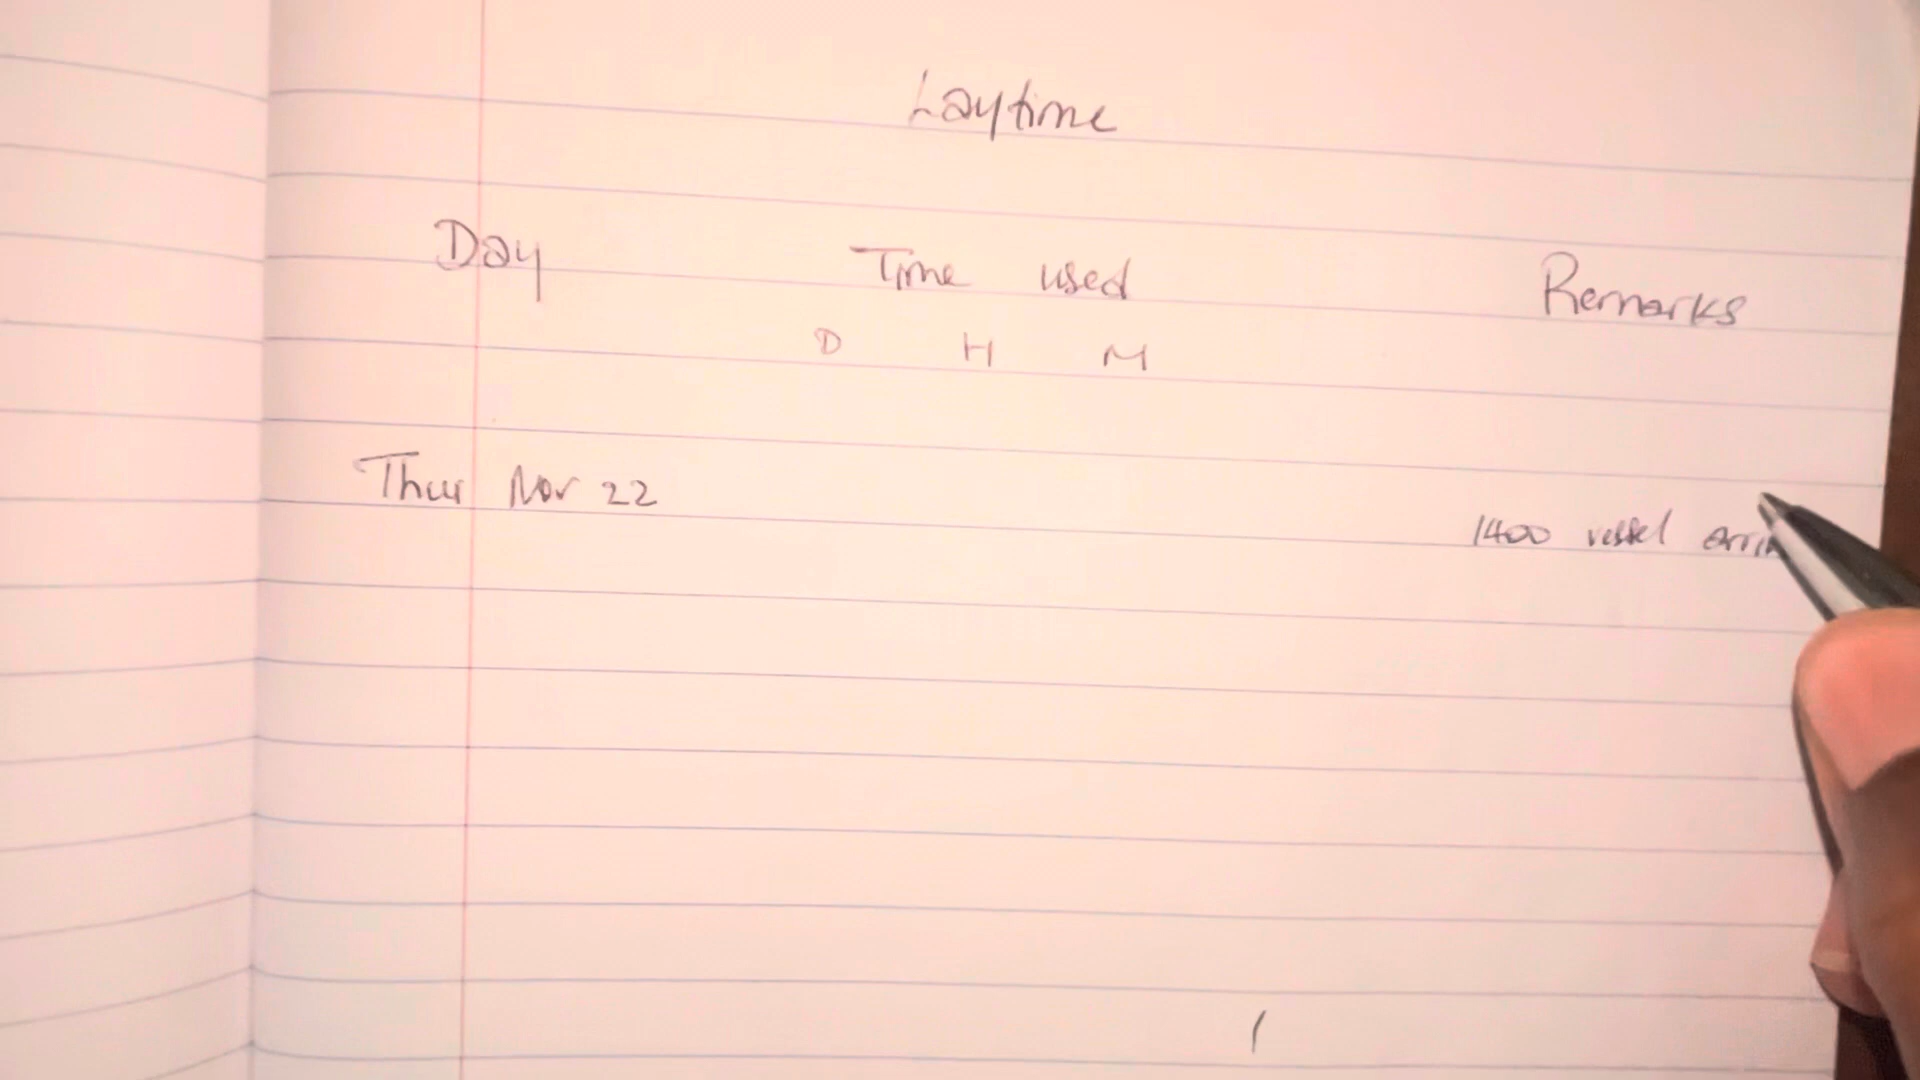 Laytime
Day Time used Remarks
D H M
Thur Nov 22
1400 vessel